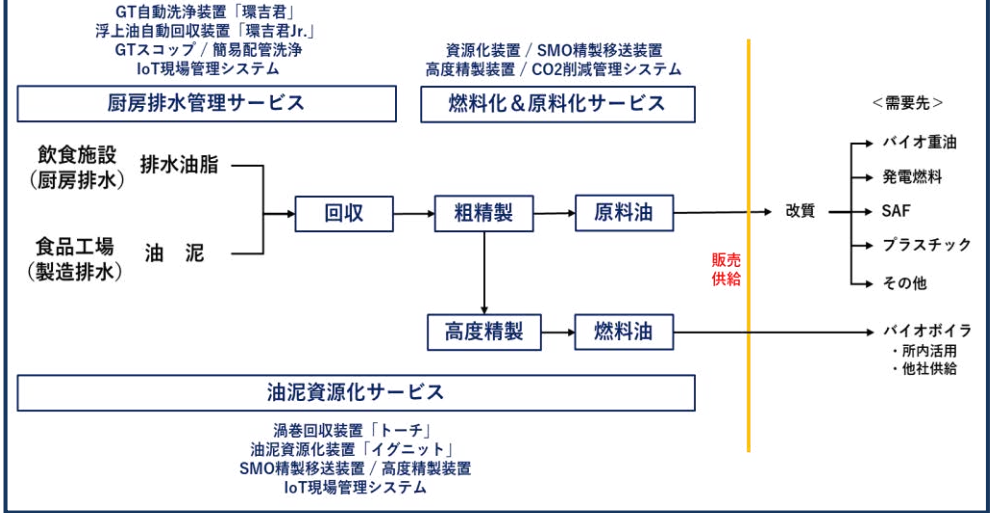 GT自動洗浄装置「環吉君」
浮上油自動回収装置「環吉君Jr.」
GTスコップ / 簡易配管洗浄
IoT現場管理システム
厨房排水管理サービス
資源化装置 / SMO精製移送装置
高度精製装置 / CO2削減管理システム
燃料化＆原料化サービス
＜需要先＞
飲食施設
（厨房排水）
排水油脂
食品工場
（製造排水）
油 泥
回収
粗精製
原料油
高度精製
燃料油
販売
供給
改質
バイオ重油
発電燃料
SAF
プラスチック
その他
バイオボイラ
・所内活用
・他社供給
油泥資源化サービス
渦巻回収装置「トーチ」
油泥資源化装置「イグニット」
SMO精製移送装置 / 高度精製装置
IoT現場管理システム